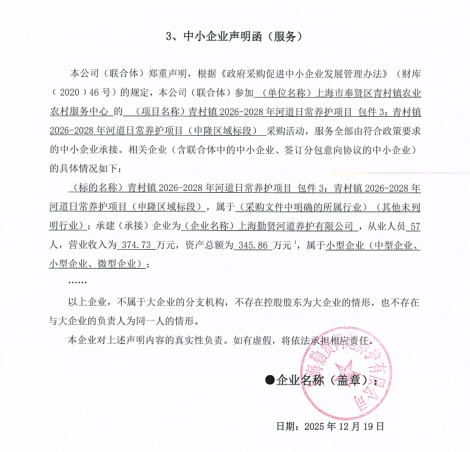 3、中小企业声明函（服务）
本公司（联合体）郑重声明，根据《政府采购促进中小企业发展管理办法》（财库
﹝2020﹞46号）的规定，本公司（联合体）参加 （单位名称）上海市奉贤区青村镇农业
农村服务中心的 （项目名称）青村镇 2026-2028 年河道日常养护项目 包件 3：青村镇
2026-2028 年河道日常养护项目（申隆区域标段） 采购活动，服务全部由符合政策要求
的中小企业承接。相关企业（含联合体中的中小企业、签订分包意向协议的中小企业）
的具体情况如下：
（标的名称）青村镇 2026-2028 年河道日常养护项目 包件 3：青村镇 2026-2028 年
河道日常养护项目（申隆区域标段），属于（采购文件中明确的所属行业）（其他未列
明行业）；承建（承接）企业为（企业名称）上海勤贤河道养护有限公司，从业人员 57
人，营业收入为 374.73 万元，资产总额为 345.86 万元¹，属于小型企业（中型企业、
小型企业、微型企业）；
……
以上企业，不属于大企业的分支机构，不存在控股股东为大企业的情形，也不存在
与大企业的负责人为同一人的情形。
本企业对上述声明内容的真实性负责。如有虚假，将依法承担相应责任。
●企业名称（盖章）：
上海勤贤河道养护有限公司
日期：2025 年 12 月 19 日